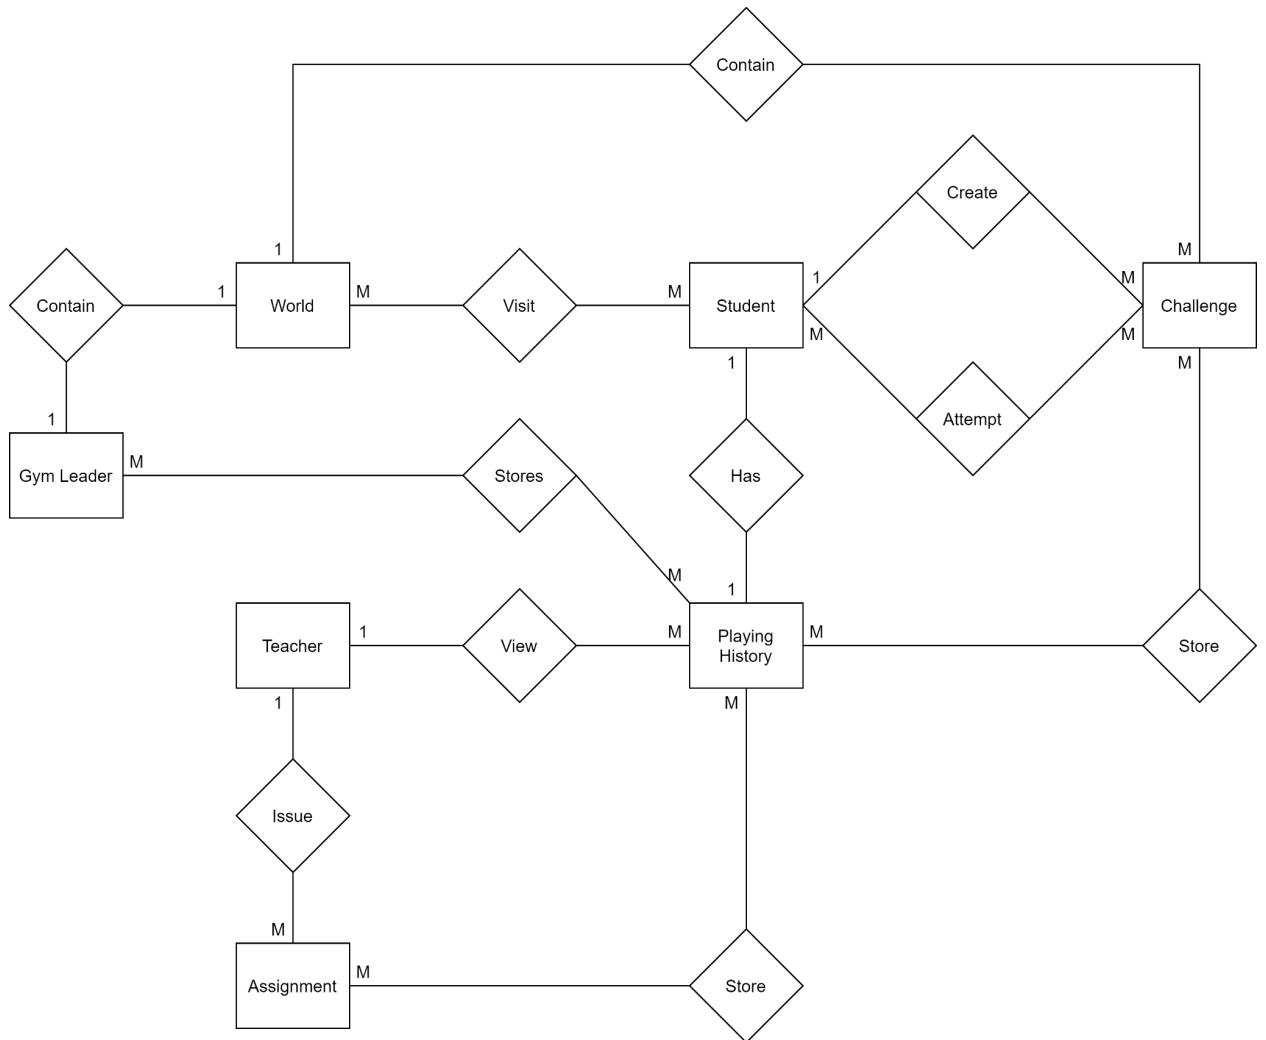 Contain
Create
1
M
1
M
Contain
1
World
M
Visit
M
Student
1
M
M
M
Challenge
1
M
1
Attempt
Gym Leader
M
Stores
Has
M
1
Teacher
1
View
M
Playing
History
M
Store
1
M
Issue
M
Assignment
M
Store